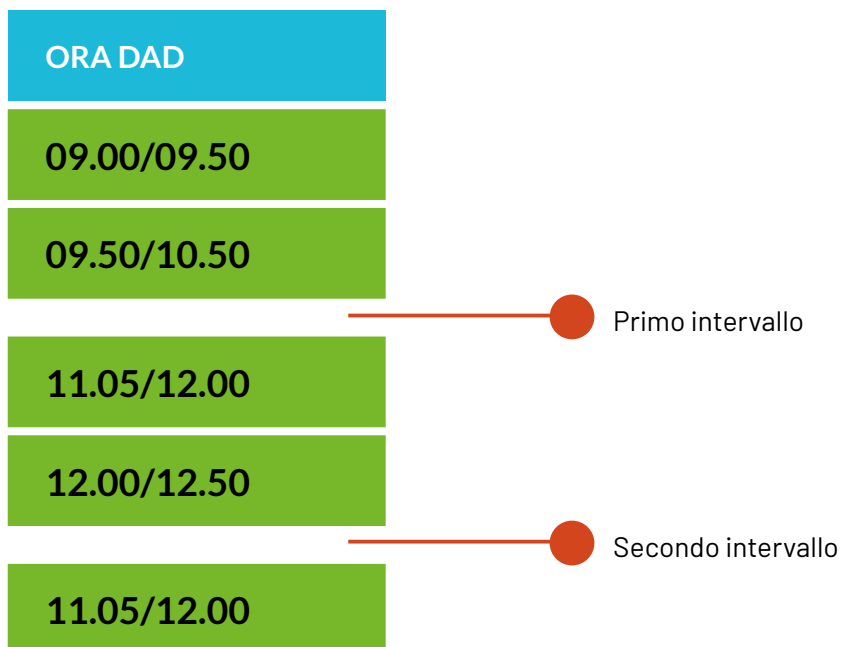 ORA DAD
09.00/09.50
09.50/10.50
Primo intervallo
11.05/12.00
12.00/12.50
Secondo intervallo
11.05/12.00